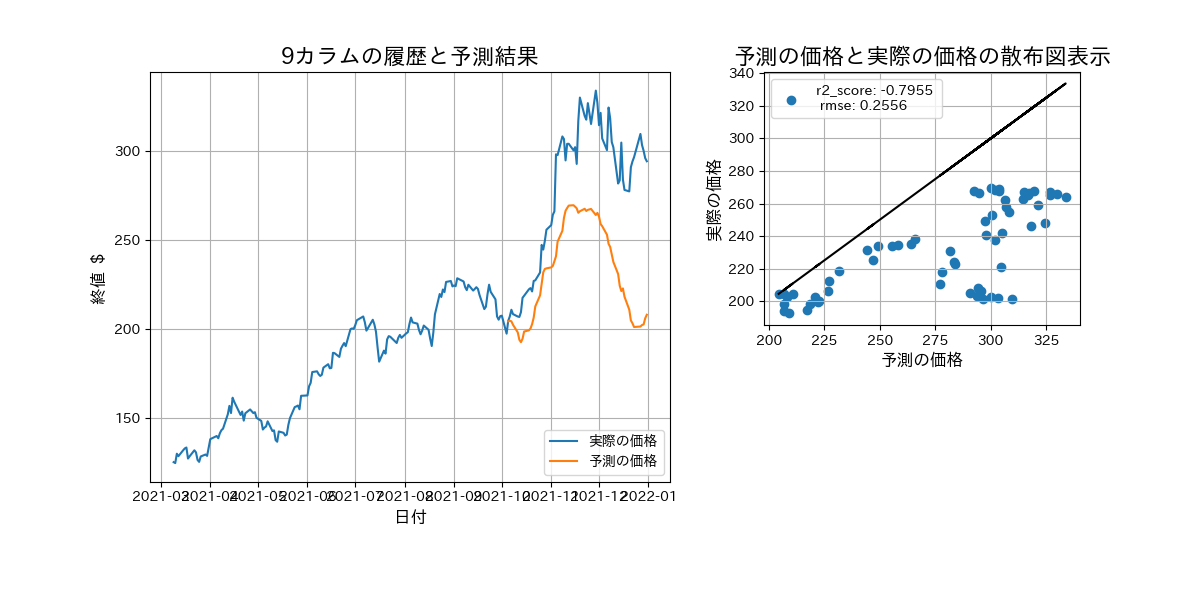 9カラムの履歴と予測結果
終値 $
300
250
200
150
2021-03 2021-04 2021-05 2021-06 2021-07 2021-08 2021-09 2021-10 2021-11 2021-12 2022-01
日付
実際の価格
予測の価格
予測の価格と実際の価格の散布図表示
実際の価格
340
320
300
280
260
240
220
200
r2_score: -0.7955
rmse: 0.2556
200 225 250 275 300 325
予測の価格